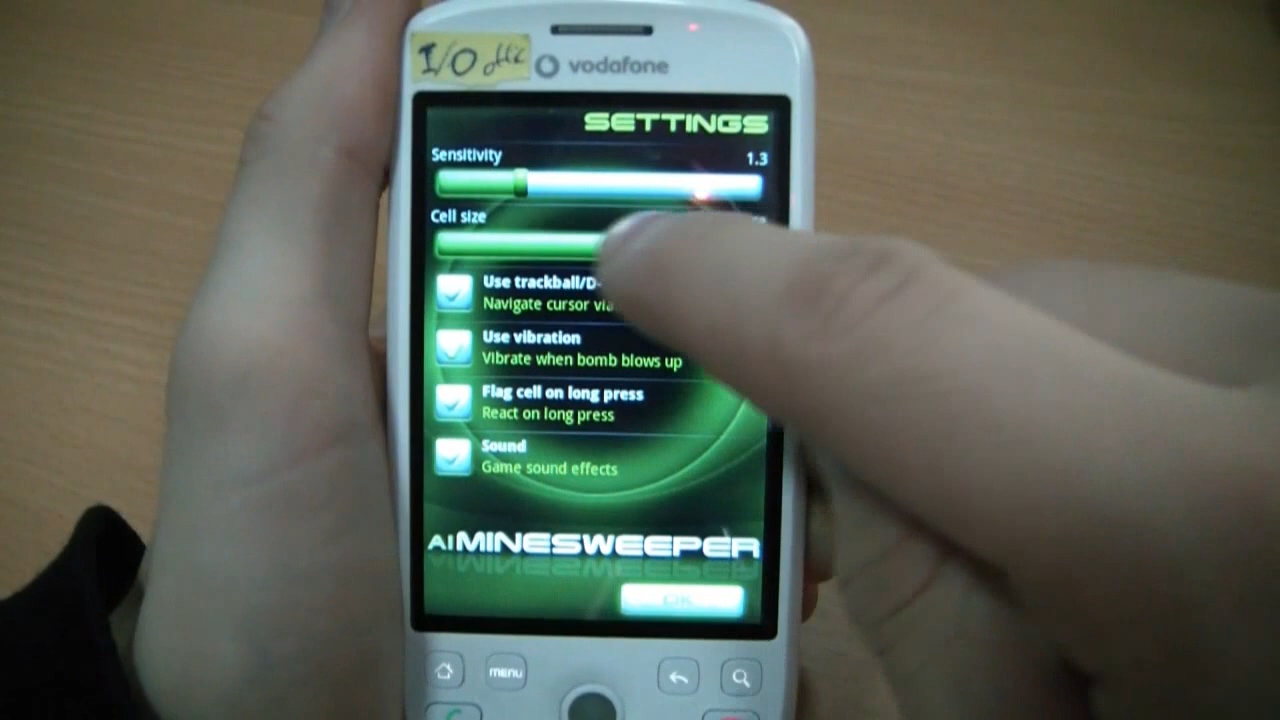 I/O
vodafone
SETTINGS
Sensitivity 1.3
Cell size
Use trackball/D-
Navigate cursor via
Use vibration
Vibrate when bomb blows up
Flag cell on long press
React on long press
Sound
Game sound effects
AI MINESWEEPER
OK
MENU